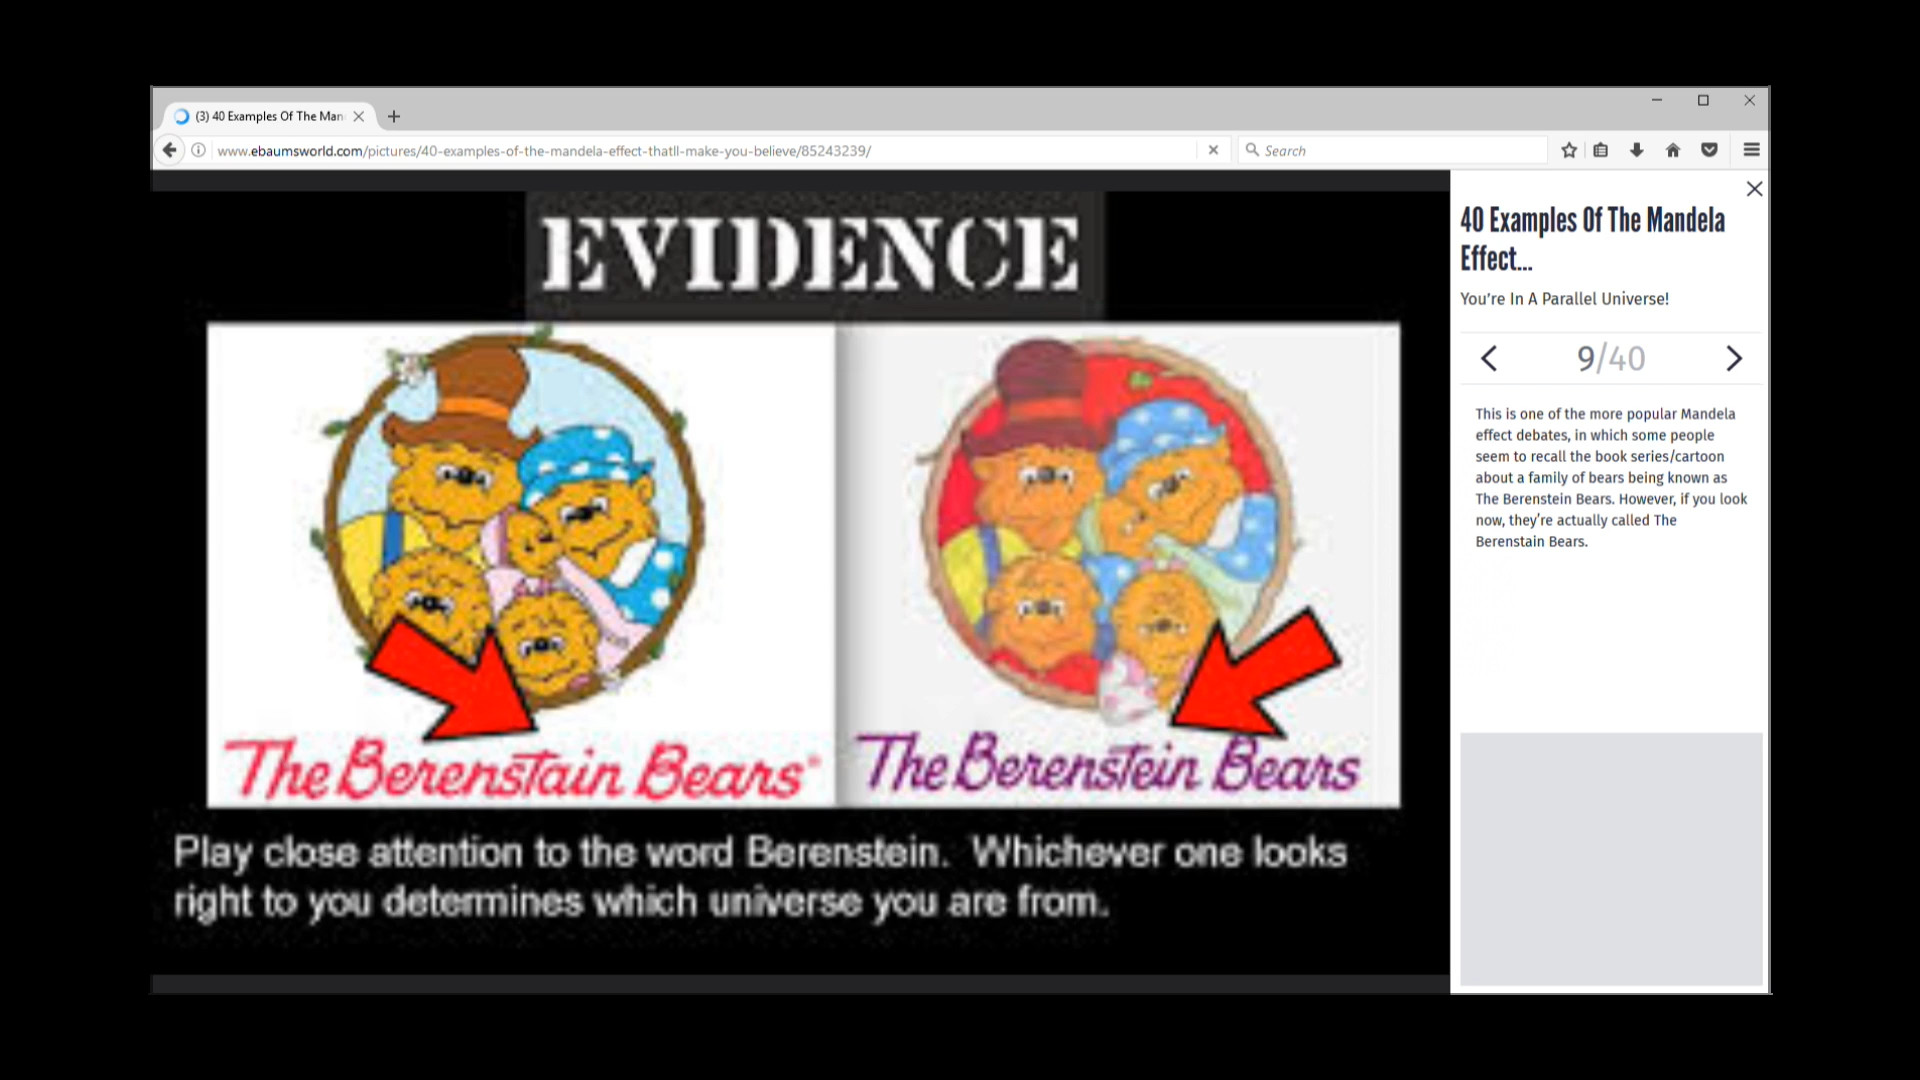 (3) 40 Examples Of The Man
www.ebaumsworld.com/pictures/40-examples-of-the-mandela-effect-thatll-make-you-believe/85243239/
Search
EVIDENCE
The Berenstain Bears®
The Berenstein Bears
Play close attention to the word Berenstein. Whichever one looks
right to you determines which universe you are from.
40 Examples Of The Mandela
Effect...
You're In A Parallel Universe!
9/40
This is one of the more popular Mandela
effect debates, in which some people
seem to recall the book series/cartoon
about a family of bears being known as
The Berenstein Bears. However, if you look
now, they're actually called The
Berenstain Bears.